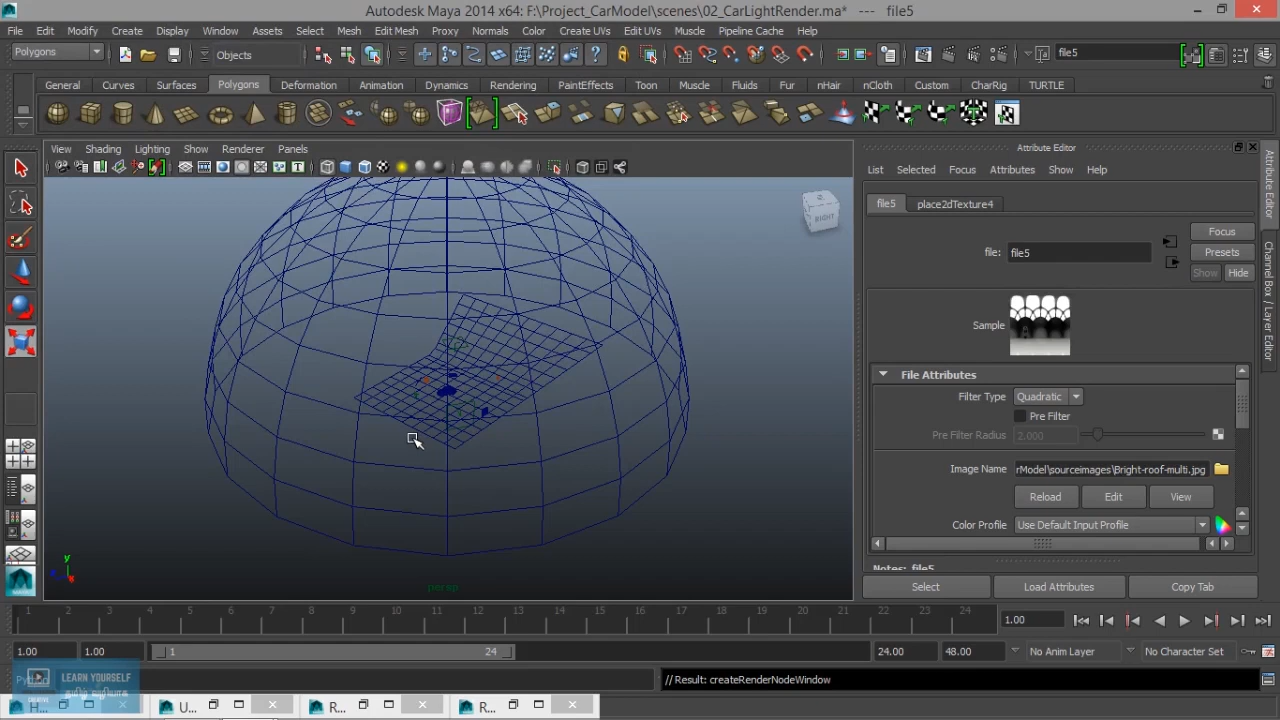 Autodesk Maya 2014 x64: F:\Project_CarModel\scenes\02_CarLightRender.ma* --- file5
File Edit Modify Create Display Window Assets Select Mesh Edit Mesh Proxy Normals Color Create UVs Edit UVs Muscle Pipeline Cache Help
Polygons Objects file5
General Curves Surfaces Polygons Deformation Animation Dynamics Rendering PaintEffects Toon Muscle Fluids Fur nHair nCloth Custom CharRig TURTLE
View Shading Lighting Show Renderer Panels
Attribute Editor
List Selected Focus Attributes Show Help
file5 place2dTexture4
Focus
file: file5
Presets
Show Hide
Sample
File Attributes
Filter Type Quadratic
Pre Filter
Pre Filter Radius 2.000
Image Name rModel\sourceimages\Bright-roof-multi.jpg
Reload Edit View
Color Profile Use Default Input Profile
Notes: file5
Select Load Attributes Copy Tab
Attribute Editor
Channel Box / Layer Editor
RIGHT
y
x
persp
1 2 3 4 5 6 7 8 9 10 11 12 13 14 15 16 17 18 19 20 21 22 23 24
1.00
1.00 1.00 1 24 24.00 48.00 No Anim Layer No Character Set
LEARN YOURSELF
// Result: createRenderNodeWindow
U... R... R...